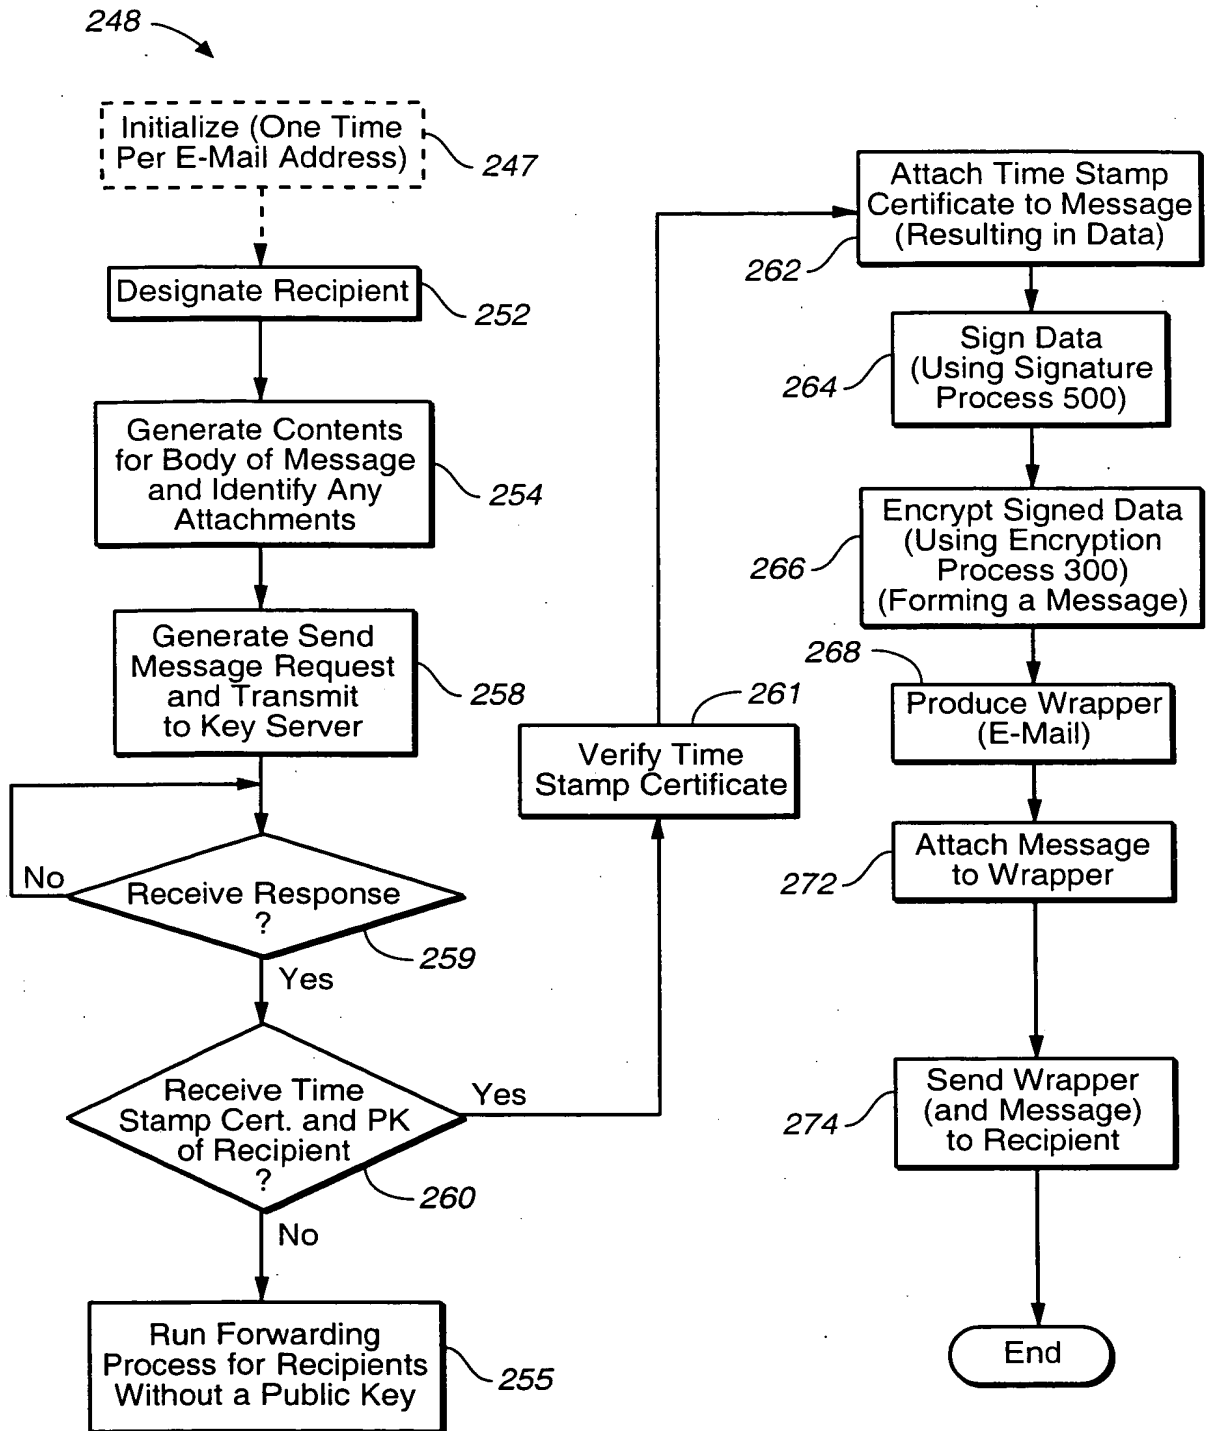 248
Initialize (One Time
Per E-Mail Address)
247
Designate Recipient
252
Generate Contents
for Body of Message
and Identify Any
Attachments
254
Generate Send
Message Request
and Transmit
to Key Server
258
No
Receive Response
?
259
Yes
Receive Time
Stamp Cert. and PK
of Recipient
?
260
Yes
No
Run Forwarding
Process for Recipients
Without a Public Key
255
261
Verify Time
Stamp Certificate
Attach Time Stamp
Certificate to Message
(Resulting in Data)
262
Sign Data
(Using Signature
Process 500)
264
Encrypt Signed Data
(Using Encryption
Process 300)
(Forming a Message)
266
268
Produce Wrapper
(E-Mail)
Attach Message
to Wrapper
272
Send Wrapper
(and Message)
to Recipient
274
End